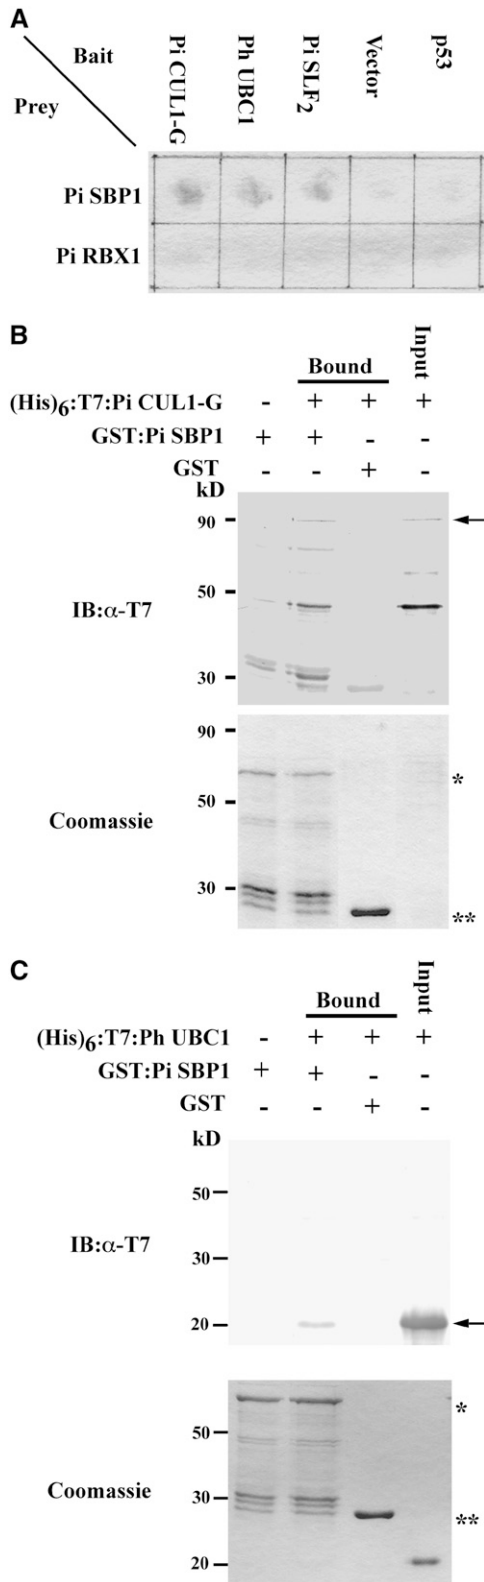 A
Bait
Prey
Pi CUL1-G
Ph UBC1
Pi SLF2
Vector
p53
Pi SBP1
Pi RBX1
B
Bound
Input
(His)6:T7:Pi CUL1-G - + + +
GST:Pi SBP1 + + - -
GST - - + -
kD
90
50
IB:α-T7
30
90
*
50
Coomassie
30
**
C
Bound
Input
(His)6:T7:Ph UBC1 - + + +
GST:Pi SBP1 + + - -
GST - - + -
kD
50
IB:α-T7
30
20
*
50
Coomassie
30
**
20